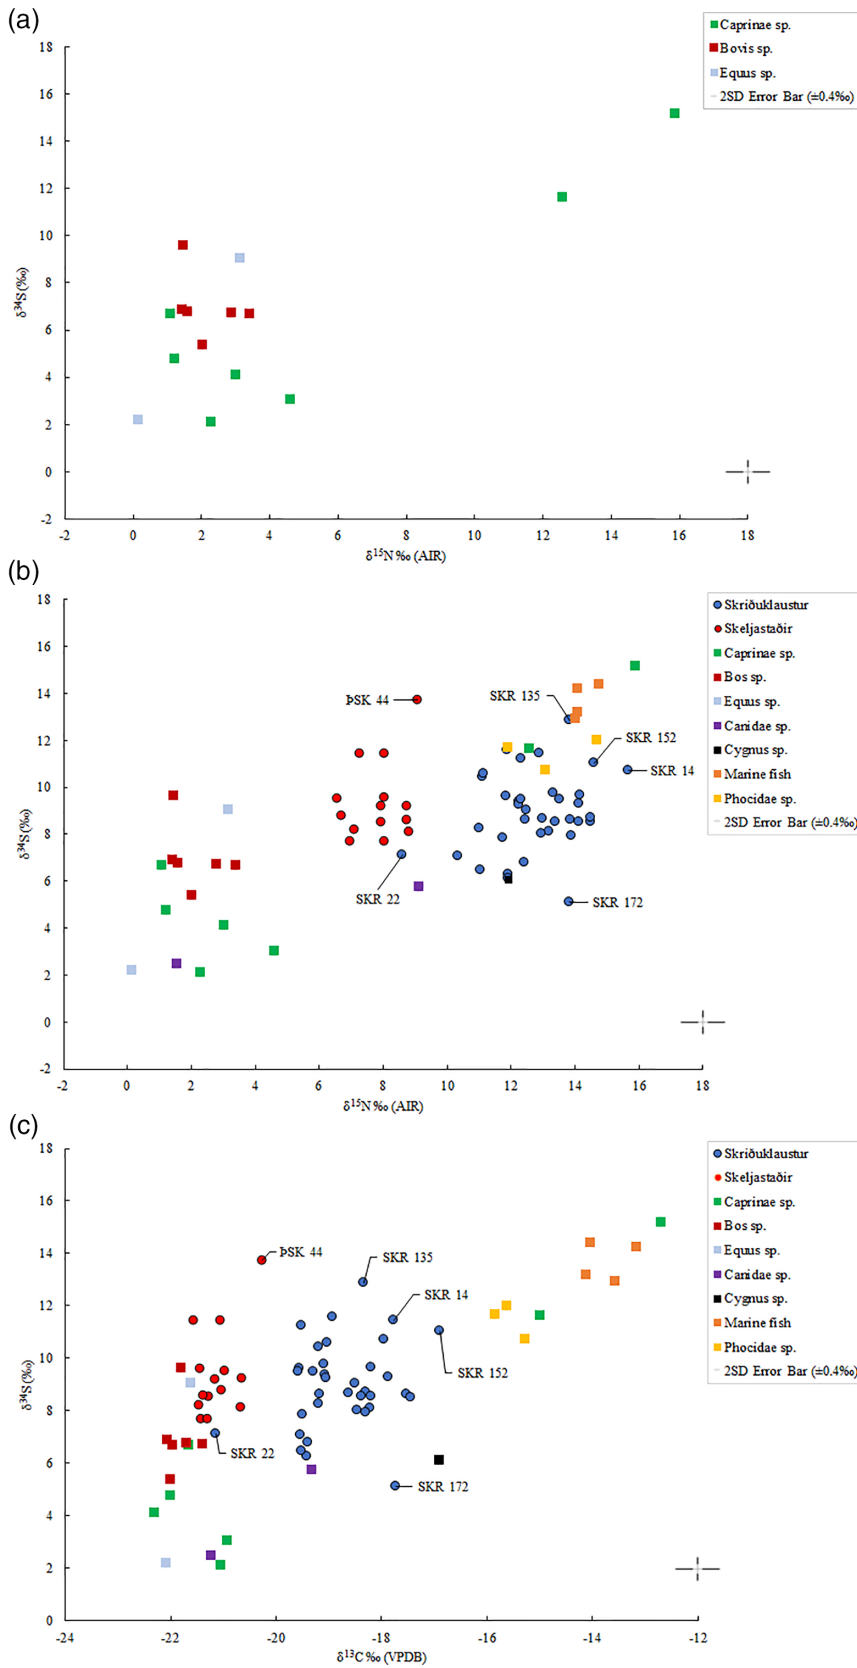 (a)
Caprinae sp.
Bovis sp.
Equus sp.
2SD Error Bar (±0.4‰)
18
16
14
12
10
8
6
4
2
0
-2
δ34S (‰)
-2 0 2 4 6 8 10 12 14 16 18
δ15N ‰ (AIR)
(b)
Skriðuklaustur
Skeljastaðir
Caprinae sp.
Bos sp.
Equus sp.
Canidae sp.
Cygnus sp.
Marine fish
Phocidae sp.
2SD Error Bar (±0.4‰)
18
16
14
12
10
8
6
4
2
0
-2
δ34S (‰)
ÞSK 44
SKR 135
SKR 152
SKR 14
SKR 22
SKR 172
-2 0 2 4 6 8 10 12 14 16 18
δ15N ‰ (AIR)
(c)
Skriðuklaustur
Skeljastaðir
Caprinae sp.
Bos sp.
Equus sp.
Canidae sp.
Cygnus sp.
Marine fish
Phocidae sp.
2SD Error Bar (±0.4‰)
18
16
14
12
10
8
6
4
2
0
δ34S (‰)
ÞSK 44
SKR 135
SKR 14
SKR 152
SKR 22
SKR 172
-24 -22 -20 -18 -16 -14 -12
δ13C ‰ (VPDB)